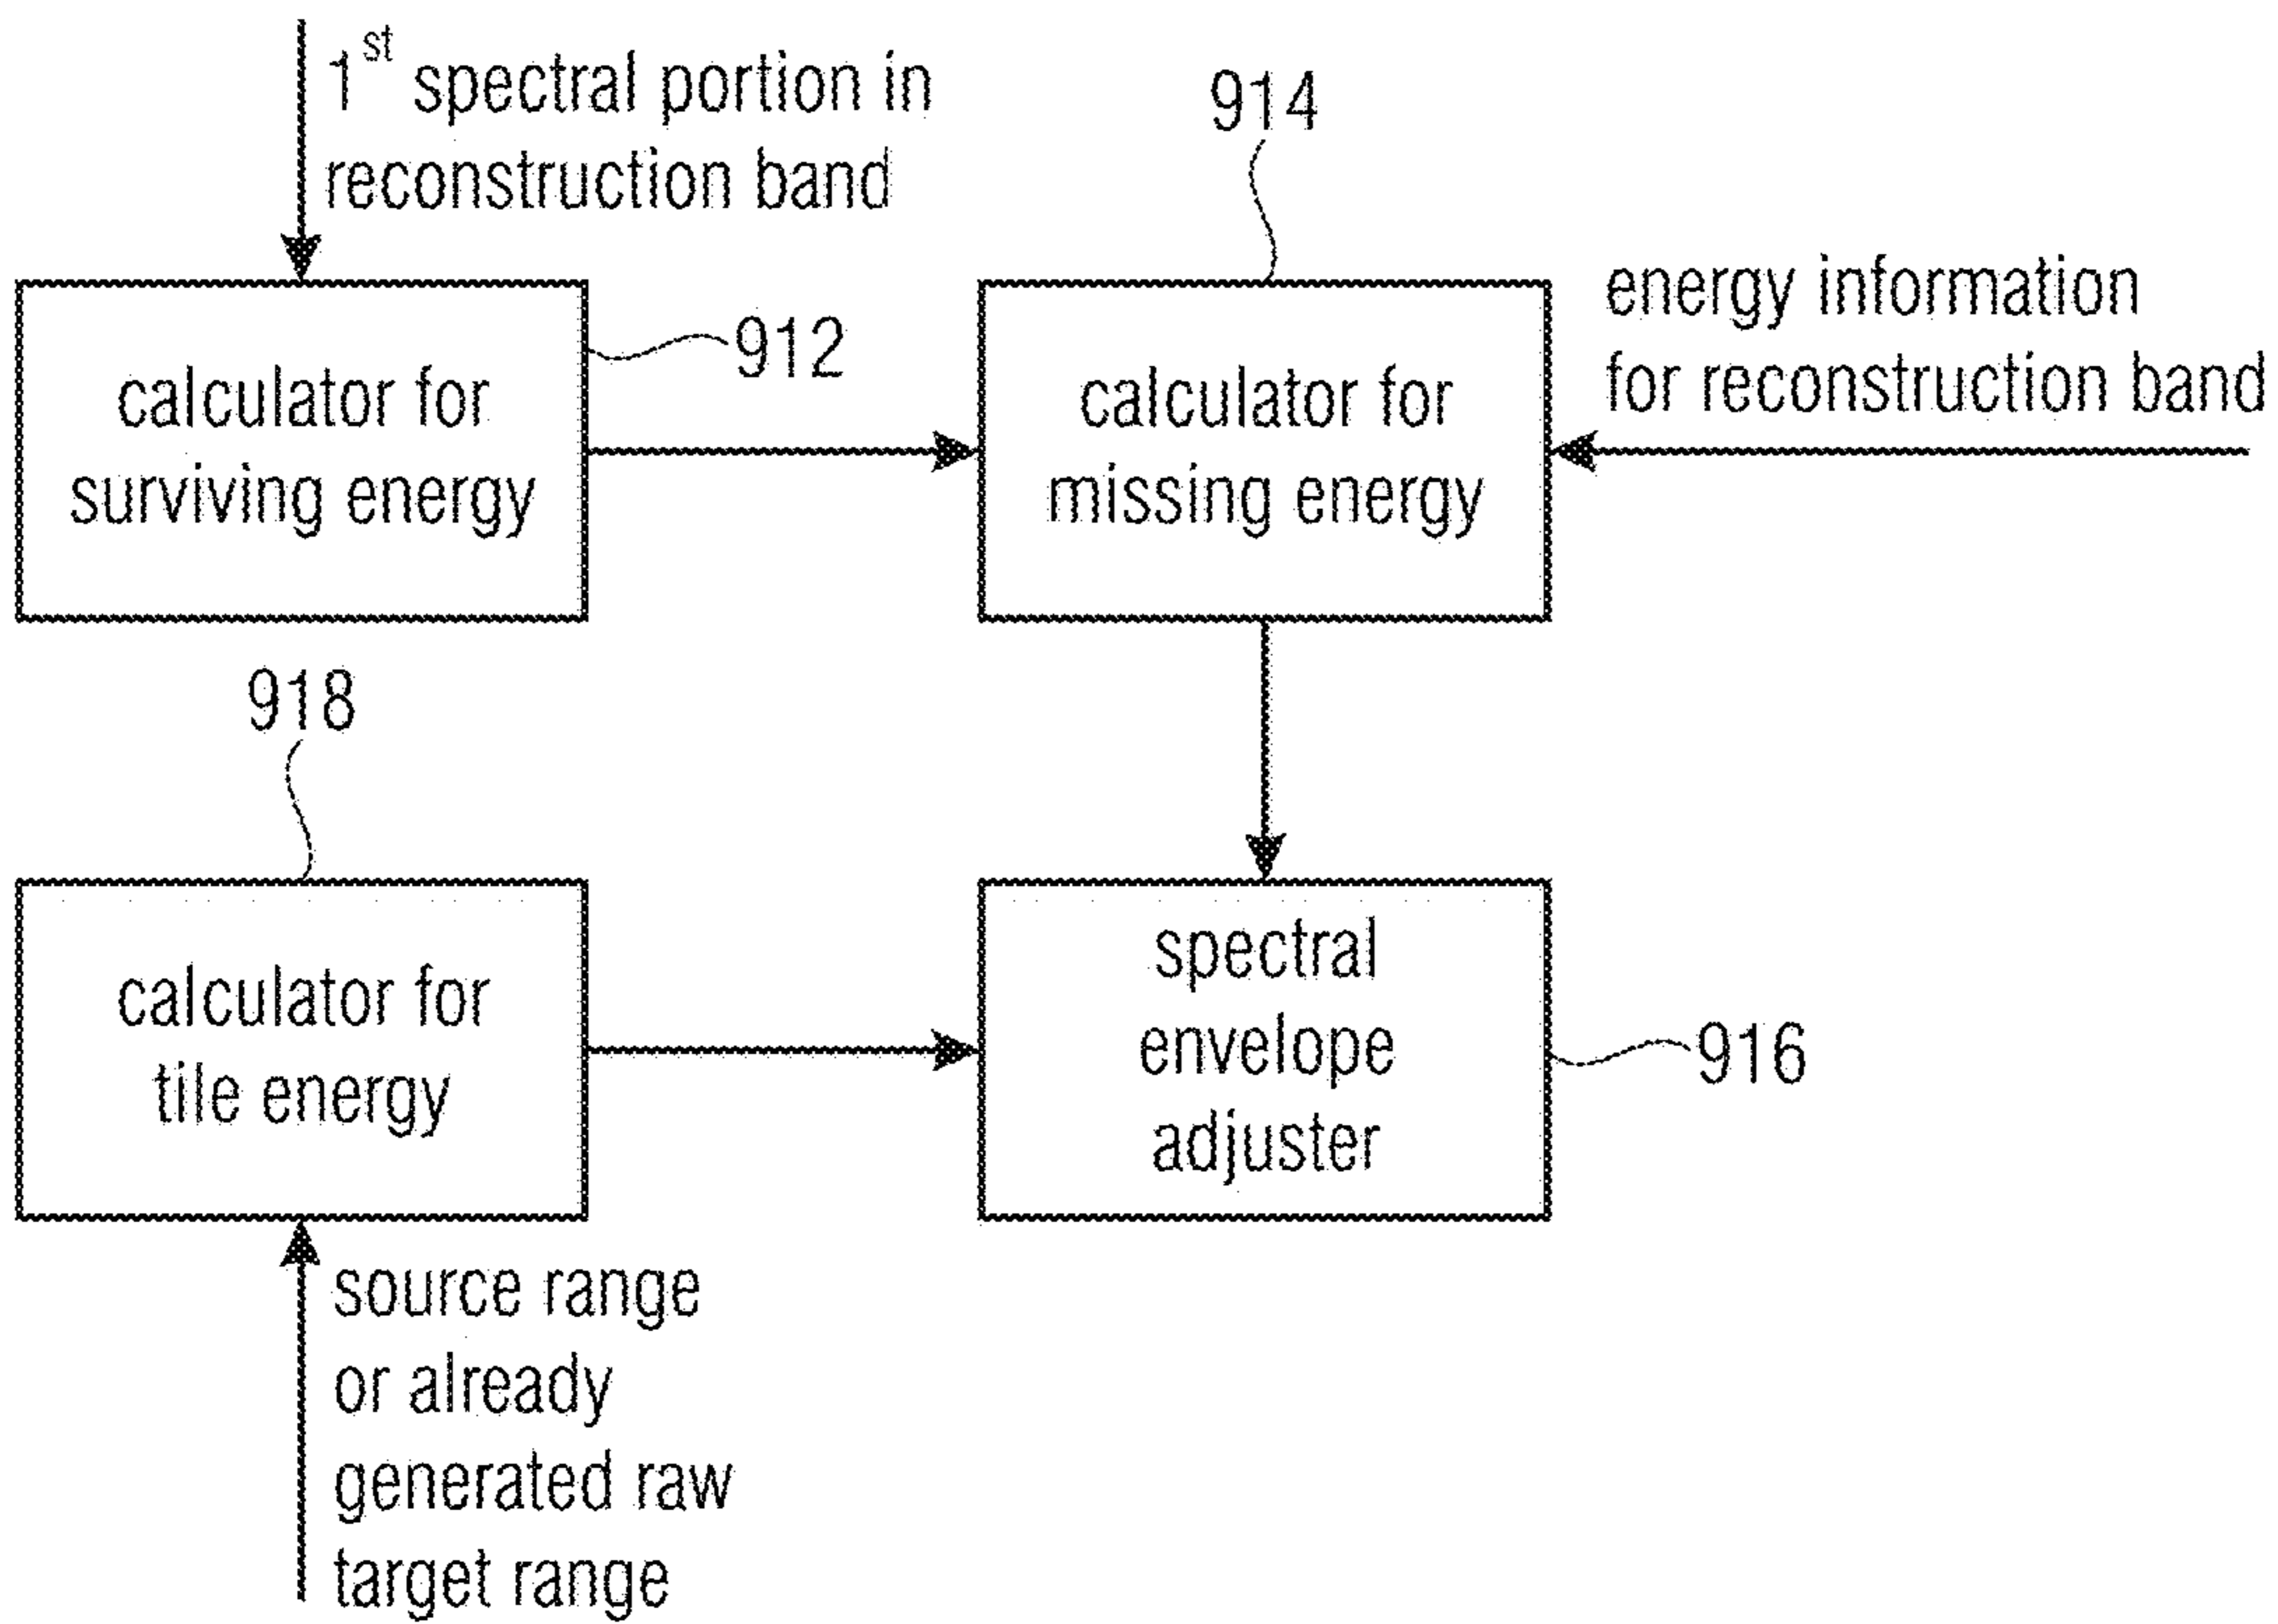 1st spectral portion in
reconstruction band
914
energy information
for reconstruction band
912
calculator for
surviving energy
calculator for
missing energy
918
calculator for
tile energy
spectral
envelope
adjuster
916
source range
or already
generated raw
target range